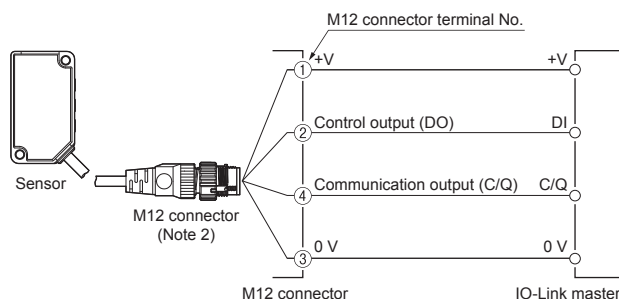 M12 connector terminal No.
1 +V +V
2 Control output (DO) DI
4 Communication output (C/Q) C/Q
3 0 V 0 V
Sensor
M12 connector
(Note 2)
M12 connector IO-Link master